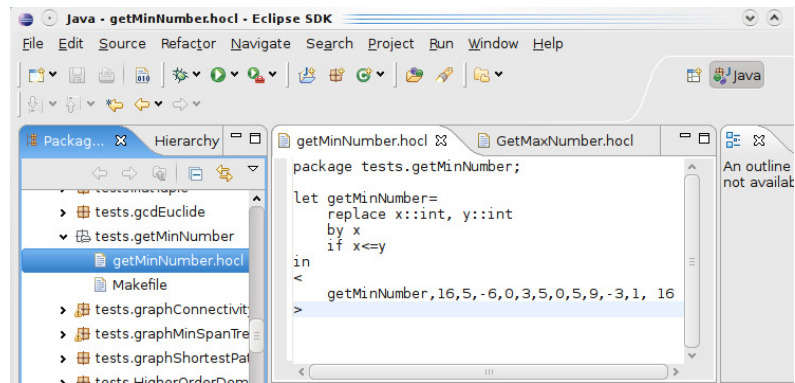 Java - getMinNumber.hocl - Eclipse SDK
File Edit Source Refactor Navigate Search Project Run Window Help
Java
Packag... Hierarchy
getMinNumber.hocl GetMaxNumber.hocl
tests.gcdEuclide
tests.getMinNumber
getMinNumber.hocl
Makefile
tests.graphConnectivit
tests.graphMinSpanTre
tests.graphShortestPat
tests.HigherOrderDom
package tests.getMinNumber;
let getMinNumber=
replace x::int, y::int
by x
if x<=y
in
<
getMinNumber,16,5,-6,0,3,5,0,5,9,-3,1, 16
>
An outline
not availab